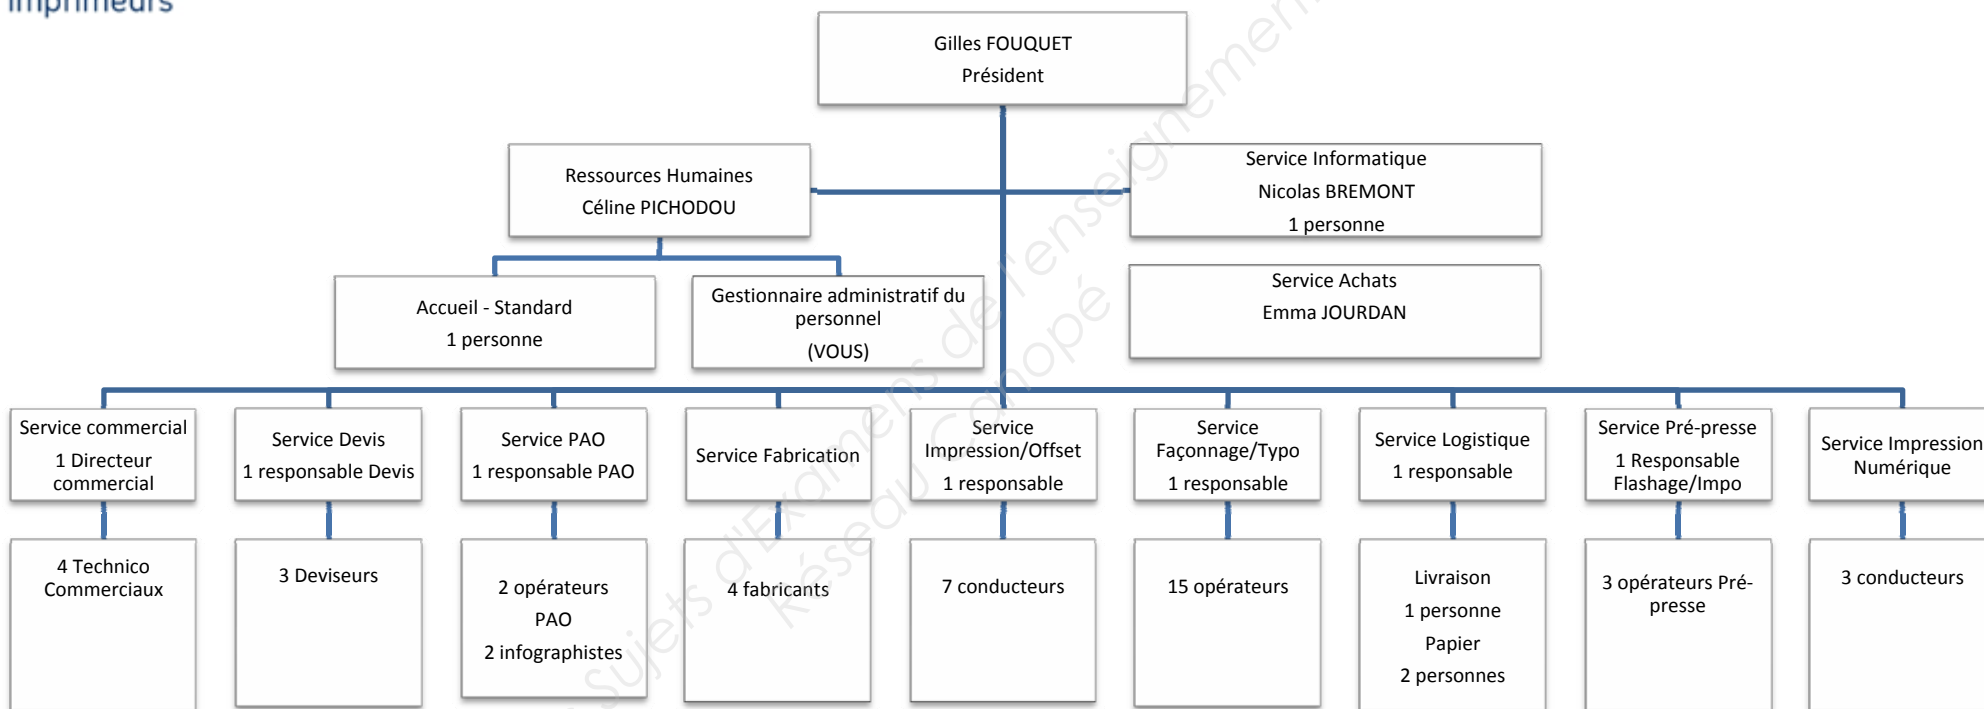 imprimeurs
Gilles FOUQUET
Président
Ressources Humaines
Céline PICHODOU
Service Informatique
Nicolas BREMONT
1 personne
Accueil - Standard
1 personne
Gestionnaire administratif du
personnel
(VOUS)
Service Achats
Emma JOURDAN
Service commercial
1 Directeur
commercial
Service Devis
1 responsable Devis
Service PAO
1 responsable PAO
Service Fabrication
Service
Impression/Offset
1 responsable
Service
Façonnage/Typo
1 responsable
Service Logistique
1 responsable
Service Pré-presse
1 Responsable
Flashage/Impo
Service Impression
Numérique
4 Technico
Commerciaux
3 Deviseurs
2 opérateurs
PAO
2 infographistes
4 fabricants
7 conducteurs
15 opérateurs
Livraison
1 personne
Papier
2 personnes
3 opérateurs Pré-
presse
3 conducteurs
Sujets d'Examens de l'enseignement
Réseau Canopé